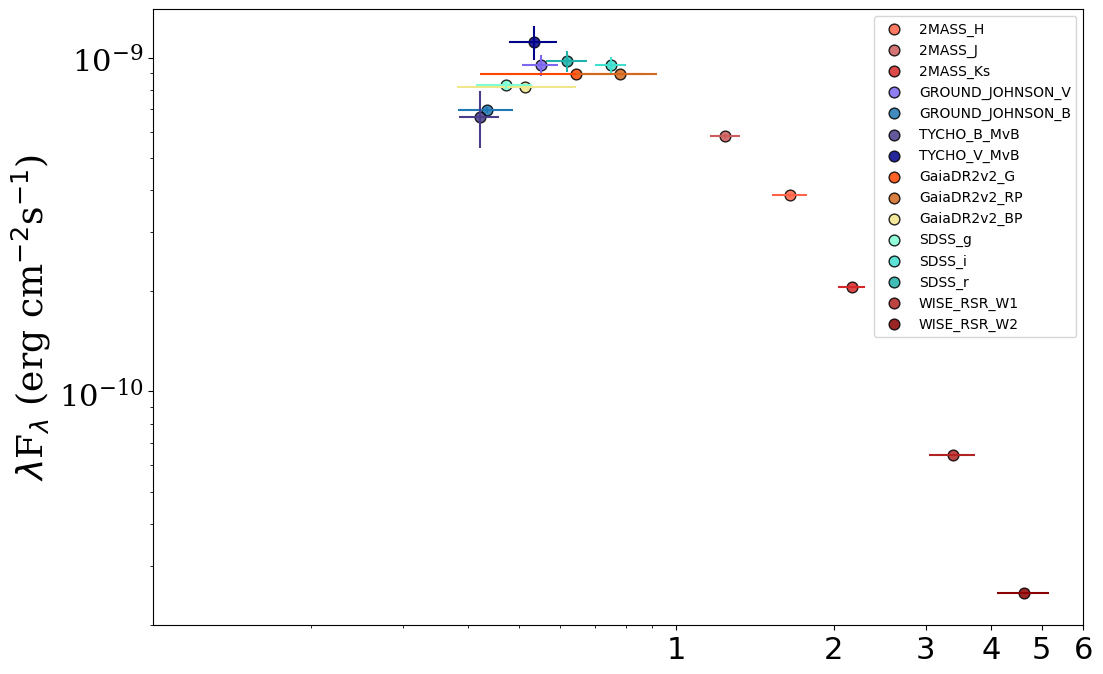 λF_λ (erg cm⁻²s⁻¹)
10⁻⁹
10⁻¹⁰
1 2 3 4 5 6
2MASS_H
2MASS_J
2MASS_Ks
GROUND_JOHNSON_V
GROUND_JOHNSON_B
TYCHO_B_MvB
TYCHO_V_MvB
GaiaDR2v2_G
GaiaDR2v2_RP
GaiaDR2v2_BP
SDSS_g
SDSS_i
SDSS_r
WISE_RSR_W1
WISE_RSR_W2